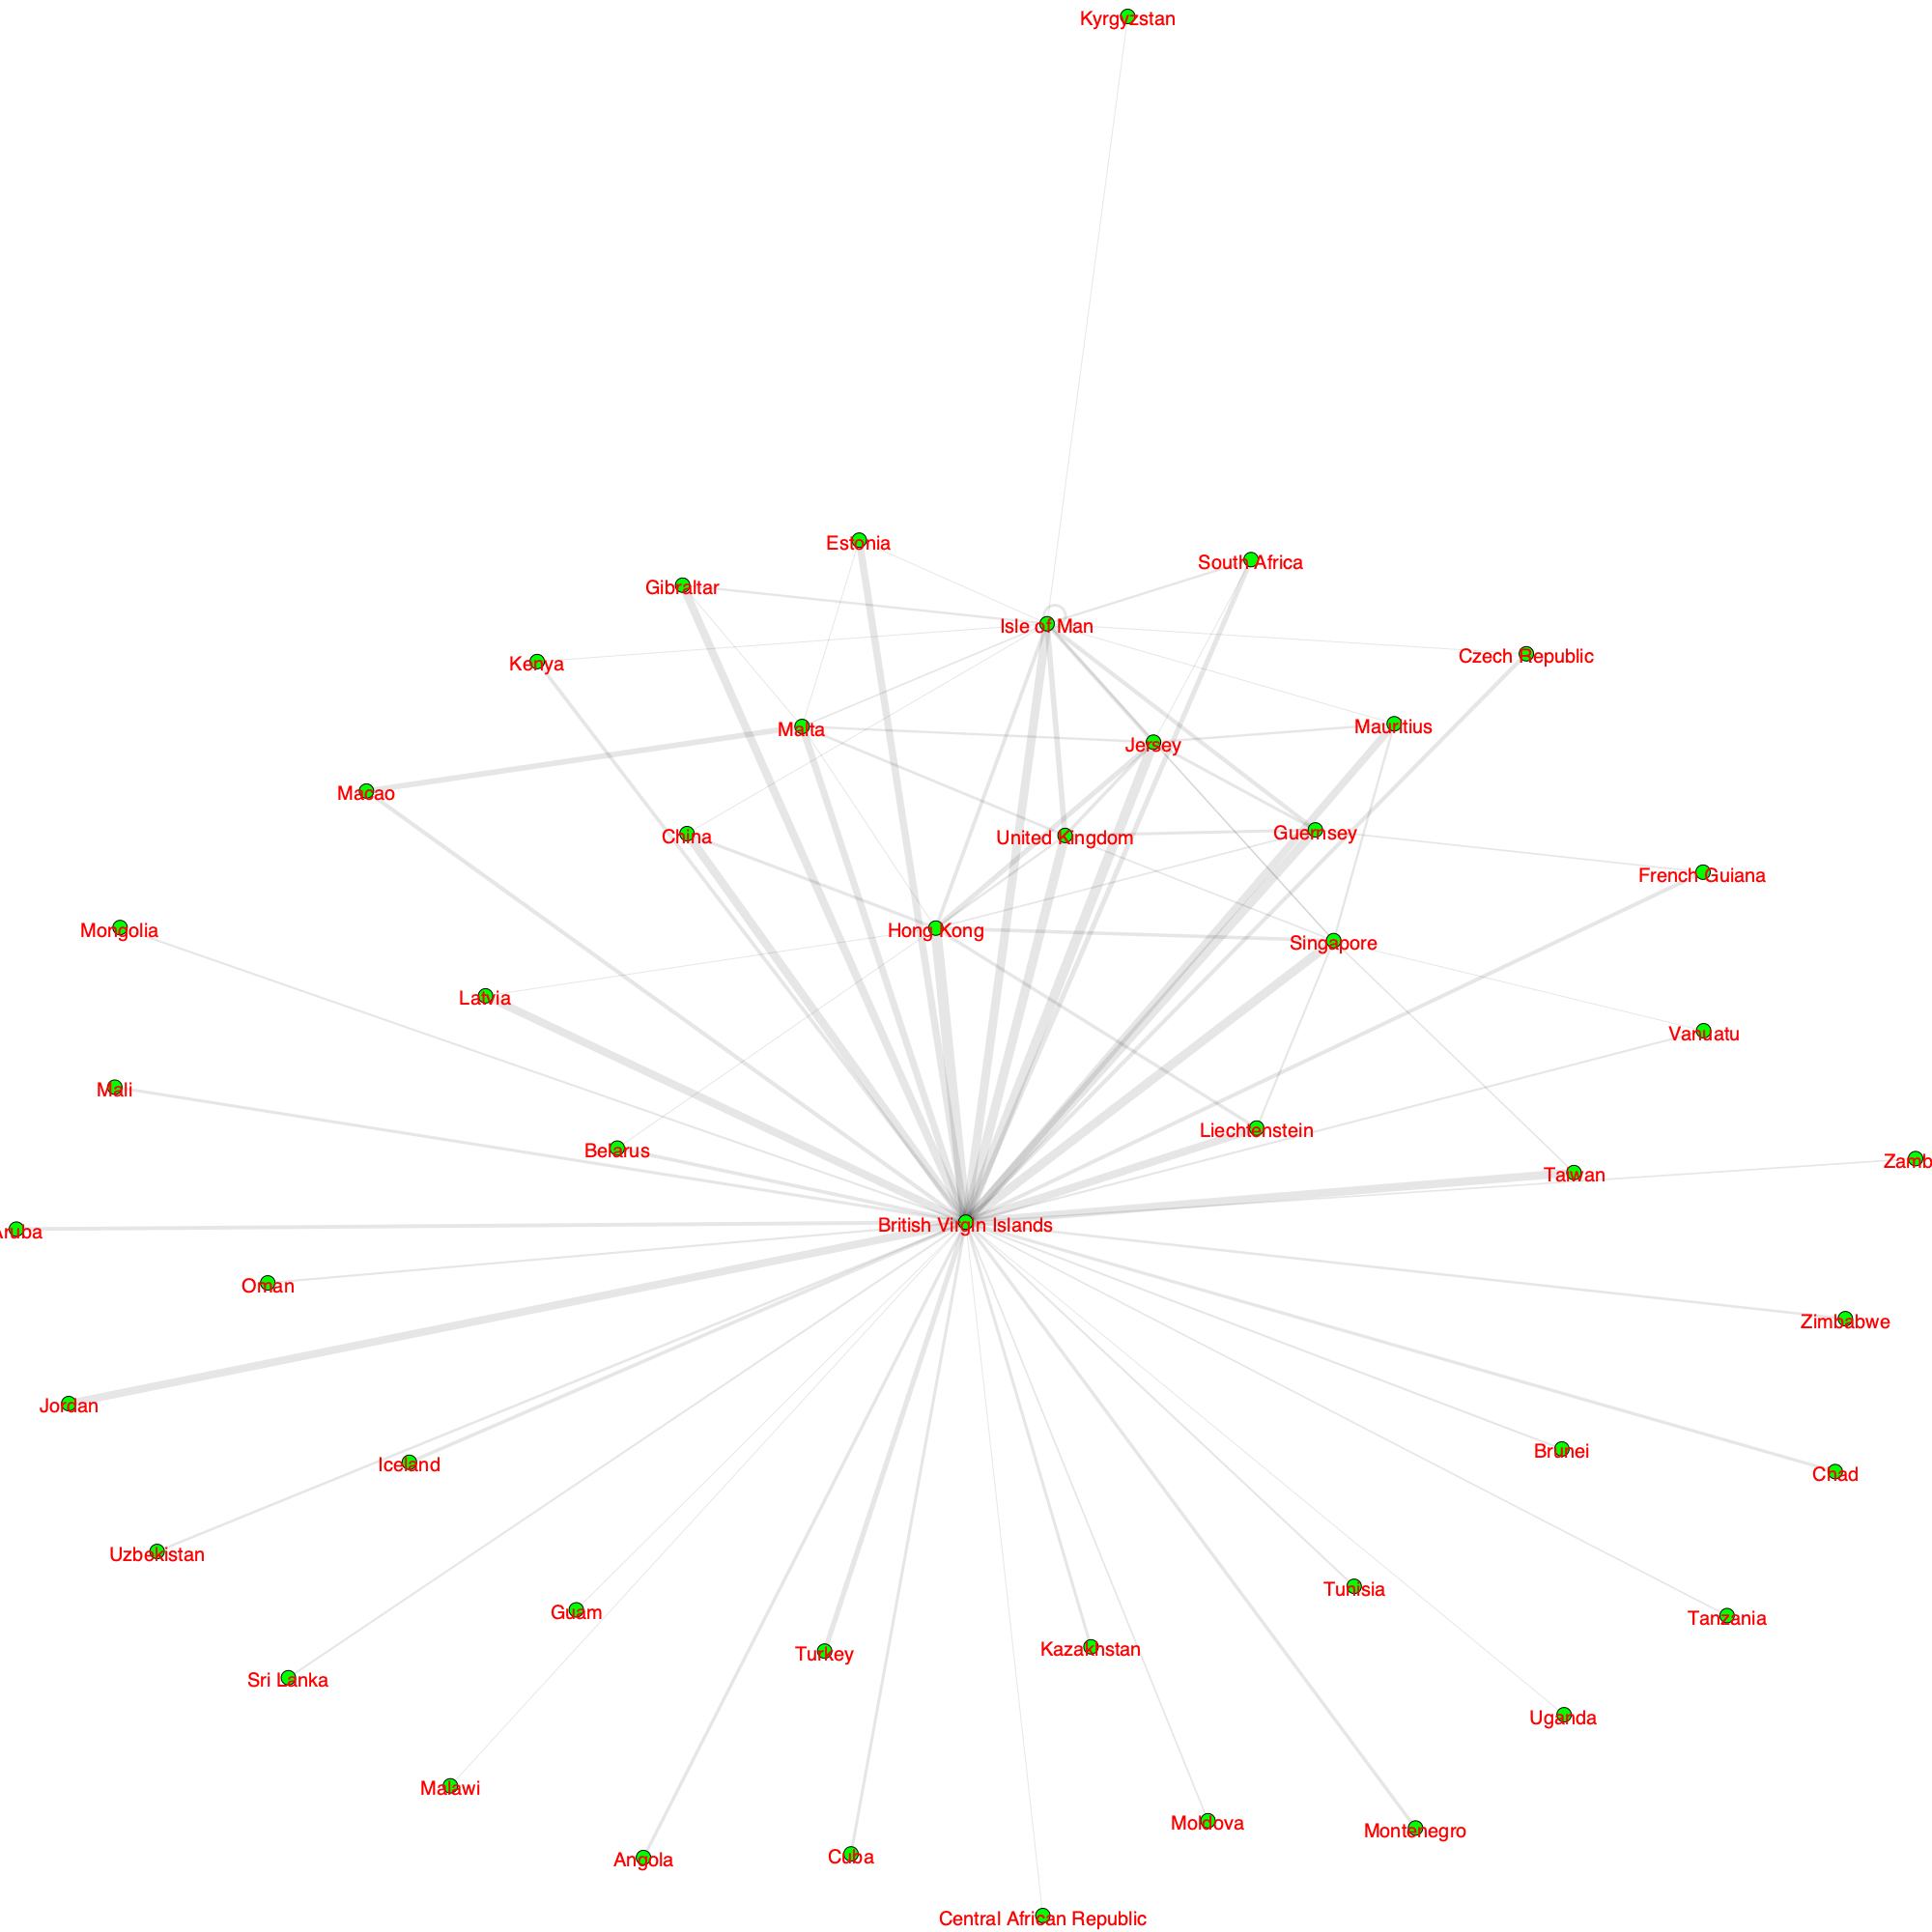 Kyrgyzstan
Estonia
South Africa
Gibraltar
Isle of Man
Czech Republic
Kenya
Mauritius
Malta
Jersey
Macao
Guernsey
China
United Kingdom
French Guiana
Mongolia
Hong Kong
Singapore
Latvia
Vanuatu
Mali
Liechtenstein
Belarus
Zamb
Taiwan
British Virgin Islands
Aruba
Oman
Zimbabwe
Jordan
Brunei
Iceland
Chad
Uzbekistan
Tunisia
Guam
Tanzania
Kazakhstan
Turkey
Sri Lanka
Uganda
Malawi
Moldova
Montenegro
Cuba
Angola
Central African Republic